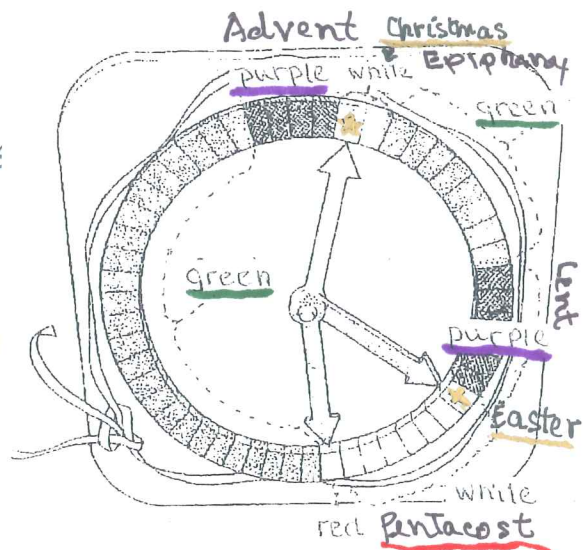 Advent Christmas
& Epiphany
purple white
green
green
Lent
purple
Easter
white
red Pentacost